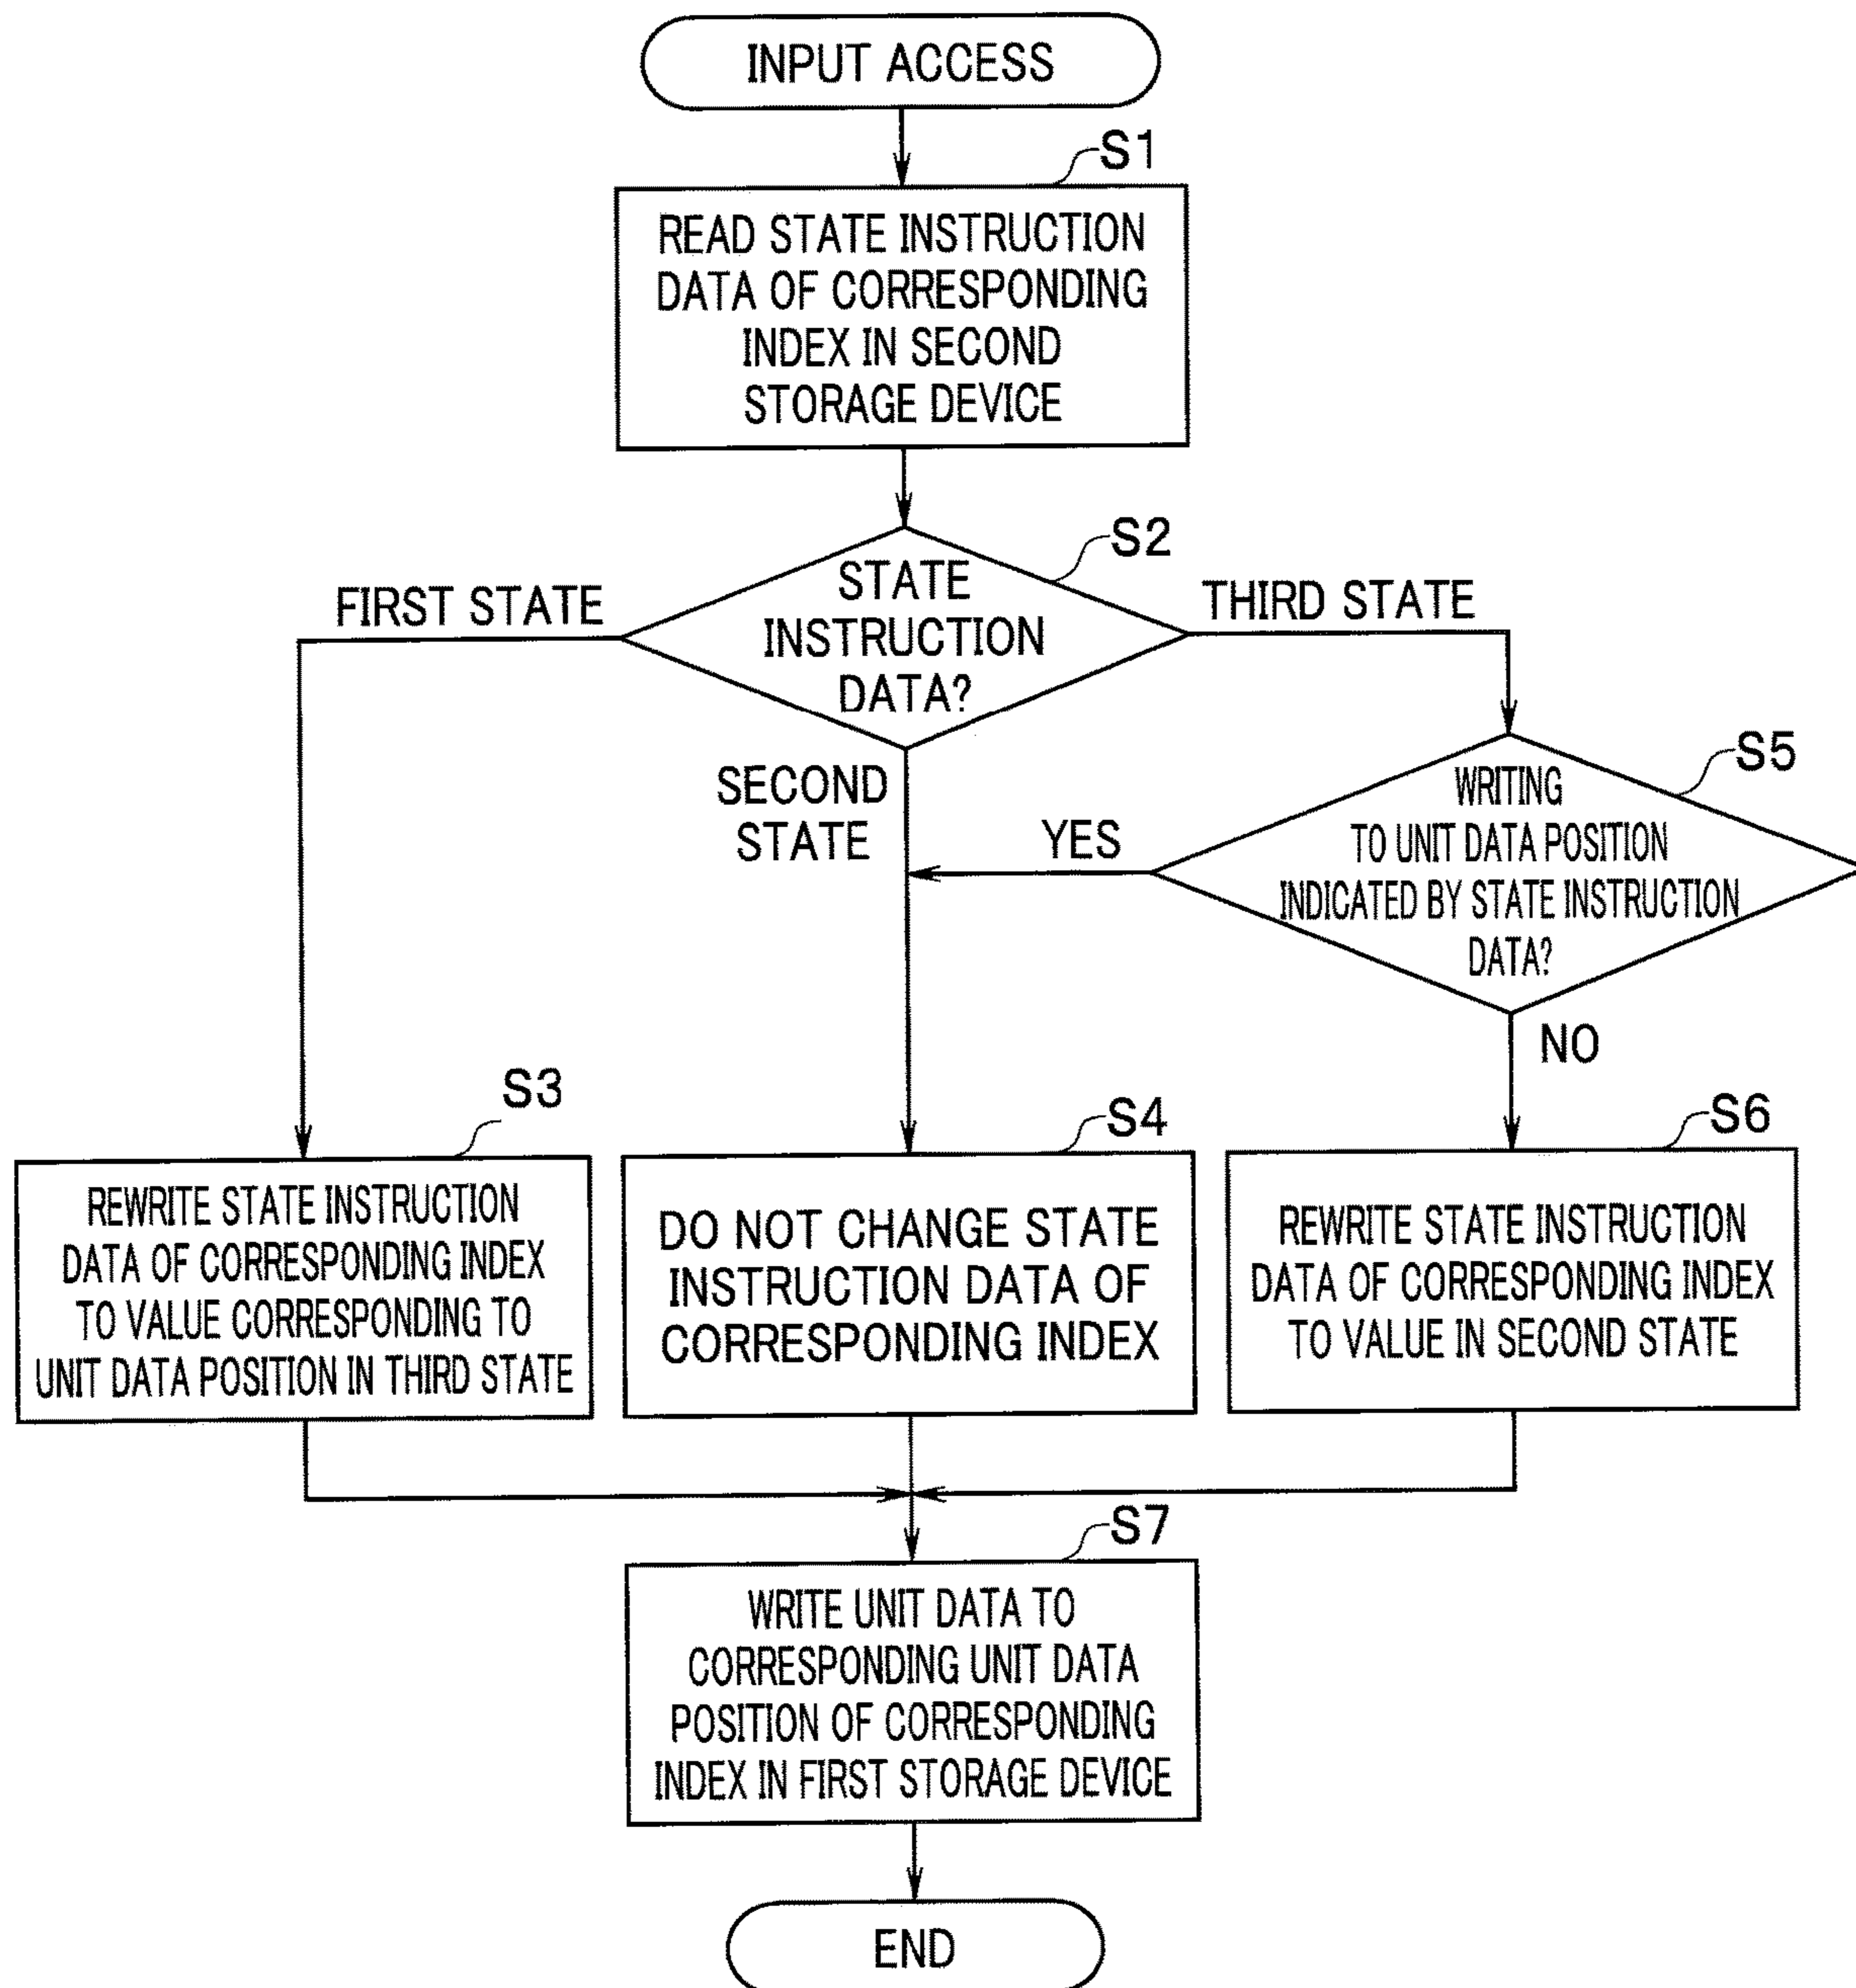 INPUT ACCESS
S1
READ STATE INSTRUCTION
DATA OF CORRESPONDING
INDEX IN SECOND
STORAGE DEVICE
S2
STATE
INSTRUCTION
DATA?
FIRST STATE
THIRD STATE
SECOND
STATE
S5
WRITING
TO UNIT DATA POSITION
INDICATED BY STATE INSTRUCTION
DATA?
YES
NO
S3
REWRITE STATE INSTRUCTION
DATA OF CORRESPONDING INDEX
TO VALUE CORRESPONDING TO
UNIT DATA POSITION IN THIRD STATE
S4
DO NOT CHANGE STATE
INSTRUCTION DATA OF
CORRESPONDING INDEX
S6
REWRITE STATE INSTRUCTION
DATA OF CORRESPONDING INDEX
TO VALUE IN SECOND STATE
S7
WRITE UNIT DATA TO
CORRESPONDING UNIT DATA
POSITION OF CORRESPONDING
INDEX IN FIRST STORAGE DEVICE
END